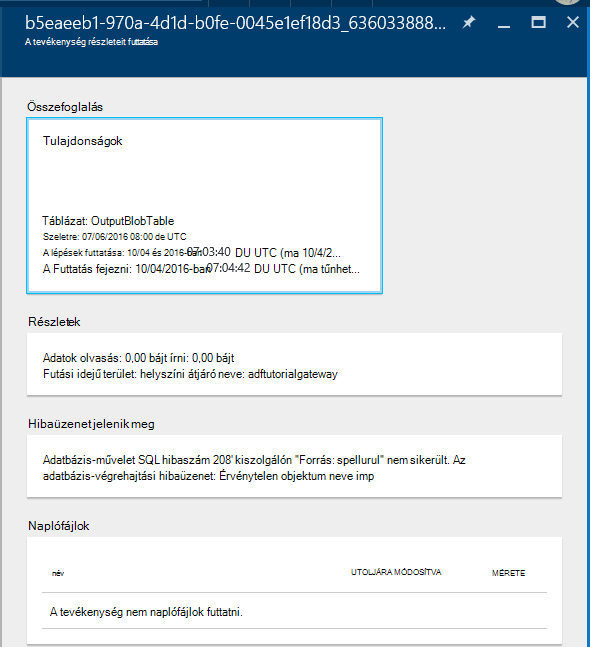 b5eaeeb1-970a-4d1d-b0fe-0045e1ef18d3_636033888...
A tevékenység részleteit futtatása
Összefoglalás
Tulajdonságok
Táblázat: OutputBlobTable
Szeletre: 07/06/2016 08:00 de UTC
A lépések futtatása: 10/04 és 2016-ban 07:03:40 DU UTC (ma 10/4/2...
A Futtatás fejezni: 10/04/2016-ban 07:04:42 DU UTC (ma tűnhet...
Részletek
Adatok olvasás: 0,00 bájt írni: 0,00 bájt
Futási idejű terület: helyszíni átjáró neve: adftutorialgateway
Hibaüzenet jelenik meg
Adatbázis-művelet SQL hibaszám 208' kiszolgálón "Forrás: spellurul" nem sikerült. Az
adatbázis-végrehajtási hibaüzenet: Érvénytelen objektum neve imp
Naplófájlok
név UTOLJÁRA MÓDOSÍTVA MÉRETE
A tevékenység nem naplófájlok futtatni.